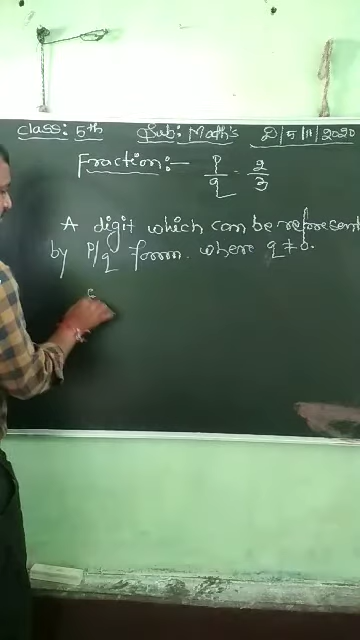 Class: 5th Sub: Math's D/5/11/2020
Fraction:- P/q - 2/3
A digit which can be represent
by P/q form. where q ≠ 0.
e